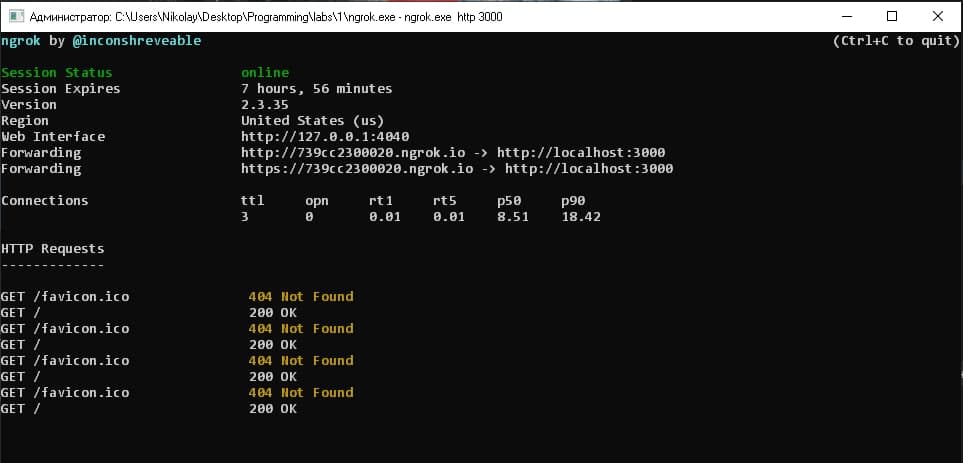 Администратор: C:\Users\Nikolay\Desktop\Programming\labs\1\ngrok.exe - ngrok.exe http 3000
ngrok by @inconshreveable (Ctrl+C to quit)
Session Status online
Session Expires 7 hours, 56 minutes
Version 2.3.35
Region United States (us)
Web Interface http://127.0.0.1:4040
Forwarding http://739cc2300020.ngrok.io -> http://localhost:3000
Forwarding https://739cc2300020.ngrok.io -> http://localhost:3000
Connections ttl opn rt1 rt5 p50 p90
3 0 0.01 0.01 8.51 18.42
HTTP Requests
-------------
GET /favicon.ico 404 Not Found
GET / 200 OK
GET /favicon.ico 404 Not Found
GET / 200 OK
GET /favicon.ico 404 Not Found
GET / 200 OK
GET /favicon.ico 404 Not Found
GET / 200 OK